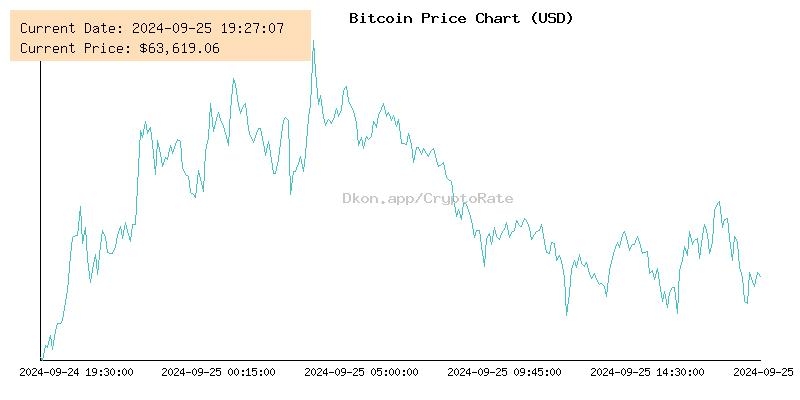 Bitcoin Price Chart (USD)
Current Date: 2024-09-25 19:27:07
Current Price: $63,619.06
Dkon.app/CryptoRate
2024-09-24 19:30:00 2024-09-25 00:15:00 2024-09-25 05:00:00 2024-09-25 09:45:00 2024-09-25 14:30:00 2024-09-25